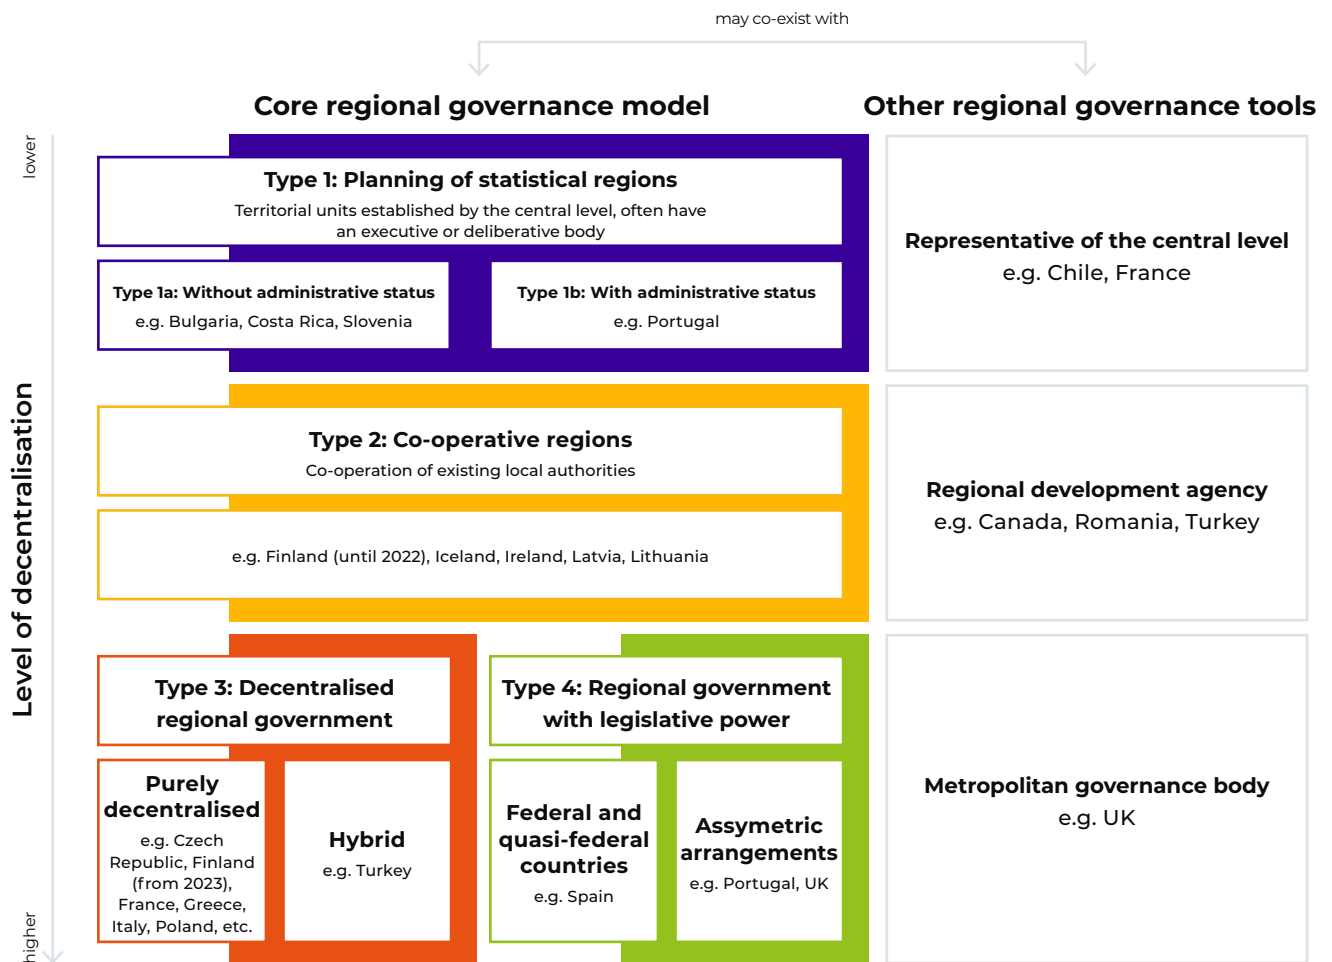 may co-exist with
Core regional governance model
Other regional governance tools
lower
Level of decentralisation
higher
Type 1: Planning of statistical regions
Territorial units established by the central level, often have
an executive or deliberative body
Type 1a: Without administrative status
e.g. Bulgaria, Costa Rica, Slovenia
Type 1b: With administrative status
e.g. Portugal
Representative of the central level
e.g. Chile, France
Type 2: Co-operative regions
Co-operation of existing local authorities
e.g. Finland (until 2022), Iceland, Ireland, Latvia, Lithuania
Regional development agency
e.g. Canada, Romania, Turkey
Type 3: Decentralised
regional government
Purely
decentralised
e.g. Czech
Republic, Finland
(from 2023),
France, Greece,
Italy, Poland, etc.
Hybrid
e.g. Turkey
Type 4: Regional government
with legislative power
Federal and
quasi-federal
countries
e.g. Spain
Assymetric
arrangements
e.g. Portugal, UK
Metropolitan governance body
e.g. UK